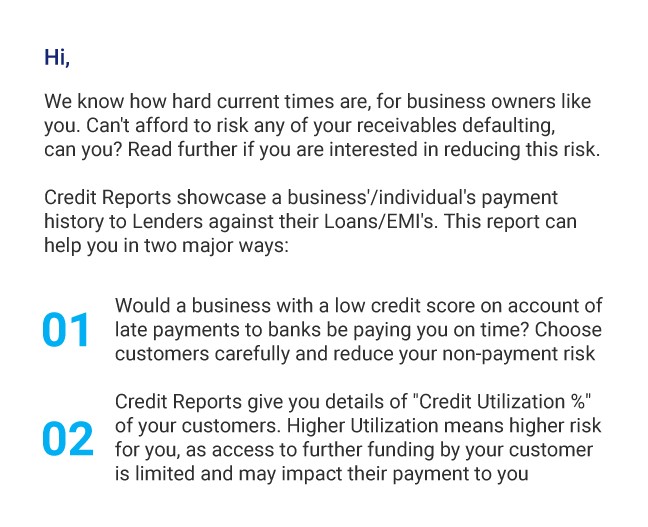 Hi,
We know how hard current times are, for business owners like
you. Can't afford to risk any of your receivables defaulting,
can you? Read further if you are interested in reducing this risk.
Credit Reports showcase a business'/individual's payment
history to Lenders against their Loans/EMI's. This report can
help you in two major ways:
01
Would a business with a low credit score on account of
late payments to banks be paying you on time? Choose
customers carefully and reduce your non-payment risk
02
Credit Reports give you details of "Credit Utilization %"
of your customers. Higher Utilization means higher risk
for you, as access to further funding by your customer
is limited and may impact their payment to you